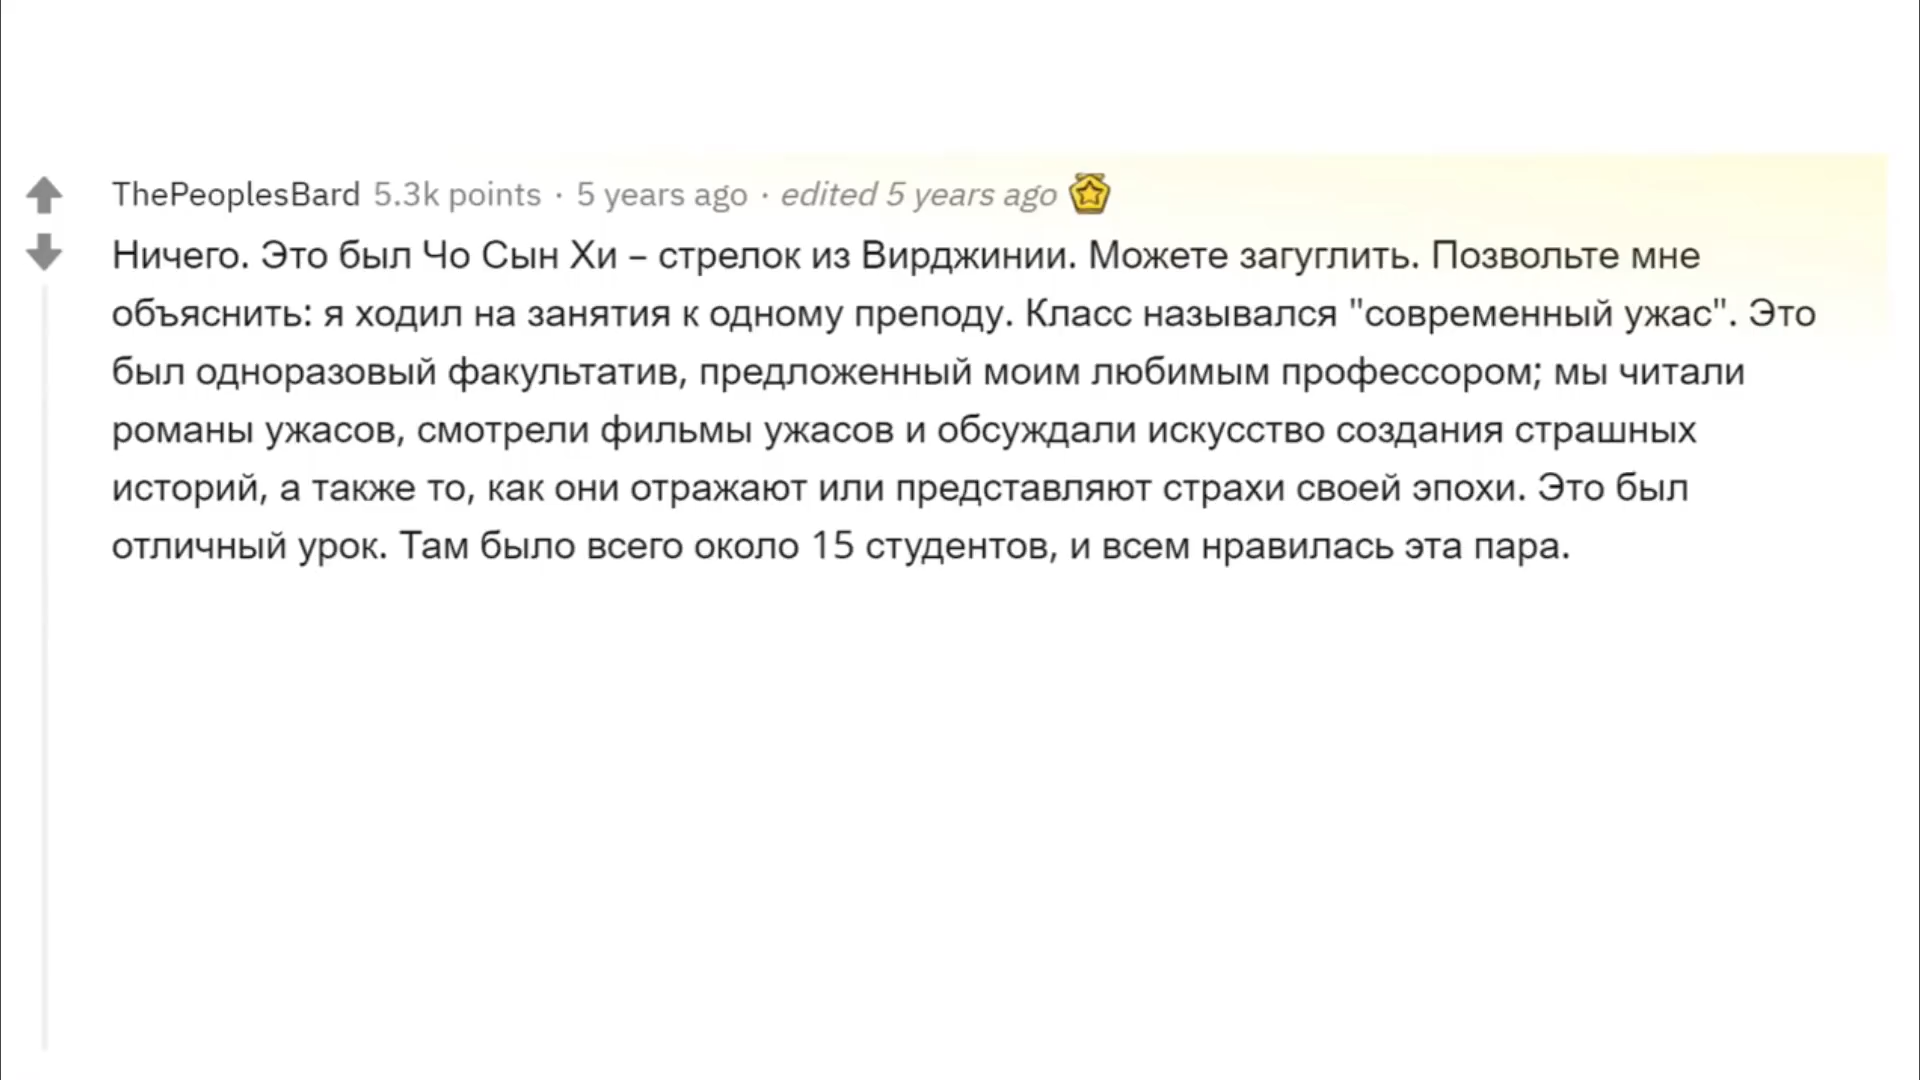 ThePeoplesBard 5.3k points · 5 years ago · edited 5 years ago
Ничего. Это был Чо Сын Хи – стрелок из Вирджинии. Можете загуглить. Позвольте мне
объяснить: я ходил на занятия к одному преподу. Класс назывался "современный ужас". Это
был одноразовый факультатив, предложенный моим любимым профессором; мы читали
романы ужасов, смотрели фильмы ужасов и обсуждали искусство создания страшных
историй, а также то, как они отражают или представляют страхи своей эпохи. Это был
отличный урок. Там было всего около 15 студентов, и всем нравилась эта пара.